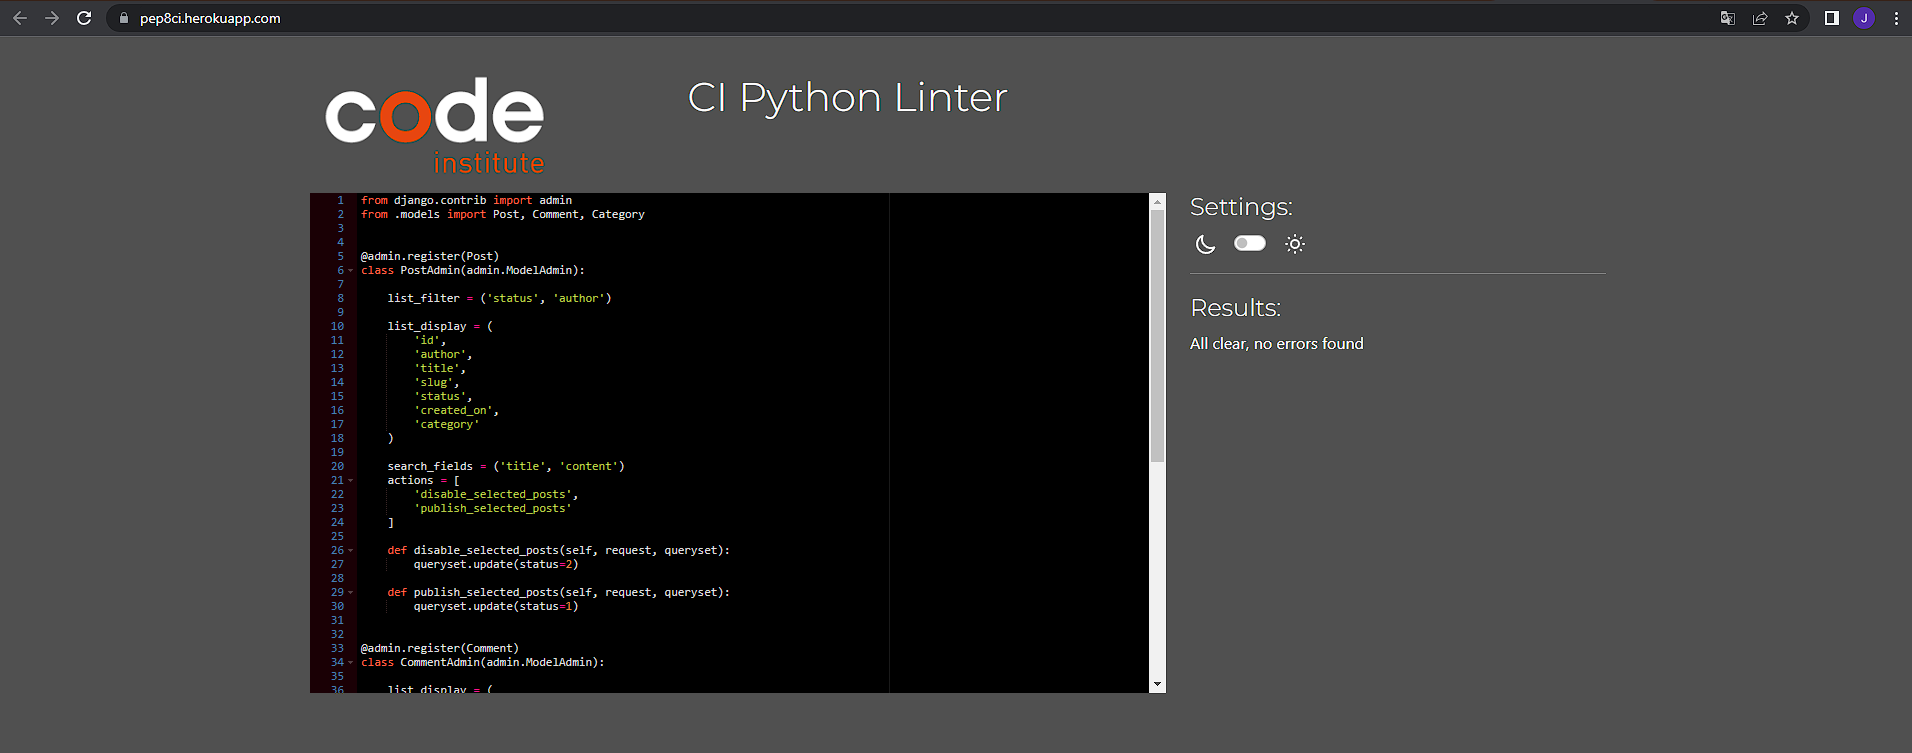 pep8ci.herokuapp.com
J
code
institute
CI Python Linter
1 from django.contrib import admin
2 from .models import Post, Comment, Category
3
4
5 @admin.register(Post)
6 class PostAdmin(admin.ModelAdmin):
7
8     list_filter = ('status', 'author')
9
10     list_display = (
11         'id',
12         'author',
13         'title',
14         'slug',
15         'status',
16         'created_on',
17         'category'
18     )
19
20     search_fields = ('title', 'content')
21     actions = [
22         'disable_selected_posts',
23         'publish_selected_posts'
24     ]
25
26     def disable_selected_posts(self, request, queryset):
27         queryset.update(status=2)
28
29     def publish_selected_posts(self, request, queryset):
30         queryset.update(status=1)
31
32
33 @admin.register(Comment)
34 class CommentAdmin(admin.ModelAdmin):
35
36     list_display = (
Settings:
Results:
All clear, no errors found